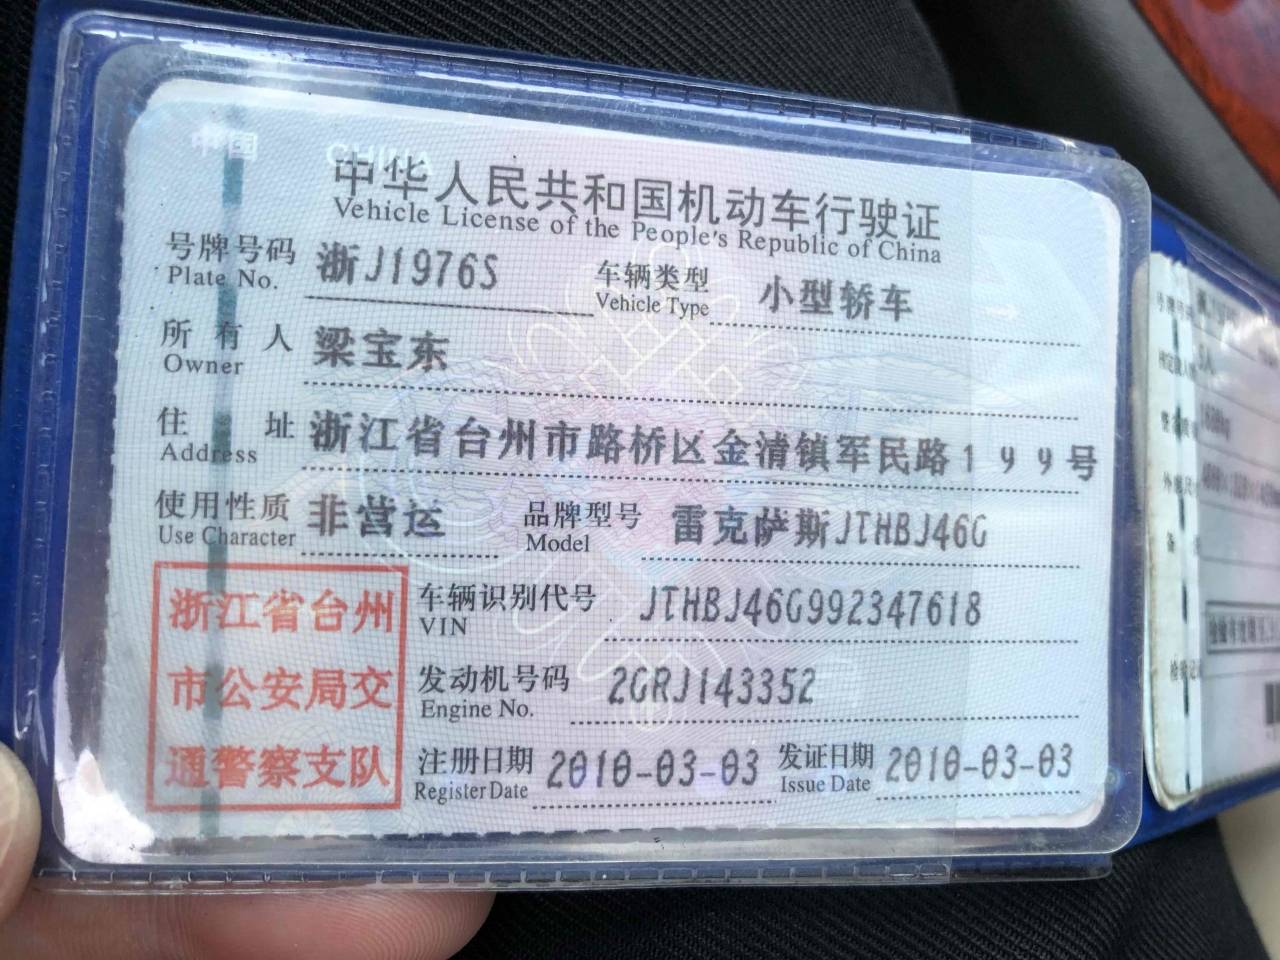 中国 CHINA
中华人民共和国机动车行驶证
Vehicle License of the People's Republic of China
号牌号码 浙J1976S 车辆类型 小型轿车
Plate No. Vehicle Type
所有人 梁宝东
Owner
住址 浙江省台州市路桥区金清镇军民路199号
Address
使用性质 非营运 品牌型号 雷克萨斯JTHBJ46G
Use Character Model
浙江省台州
市公安局交
通警察支队
车辆识别代号 JTHBJ46G992347618
VIN
发动机号码 2GRJ143352
Engine No.
注册日期 2010-03-03 发证日期 2010-03-03
Register Date Issue Date